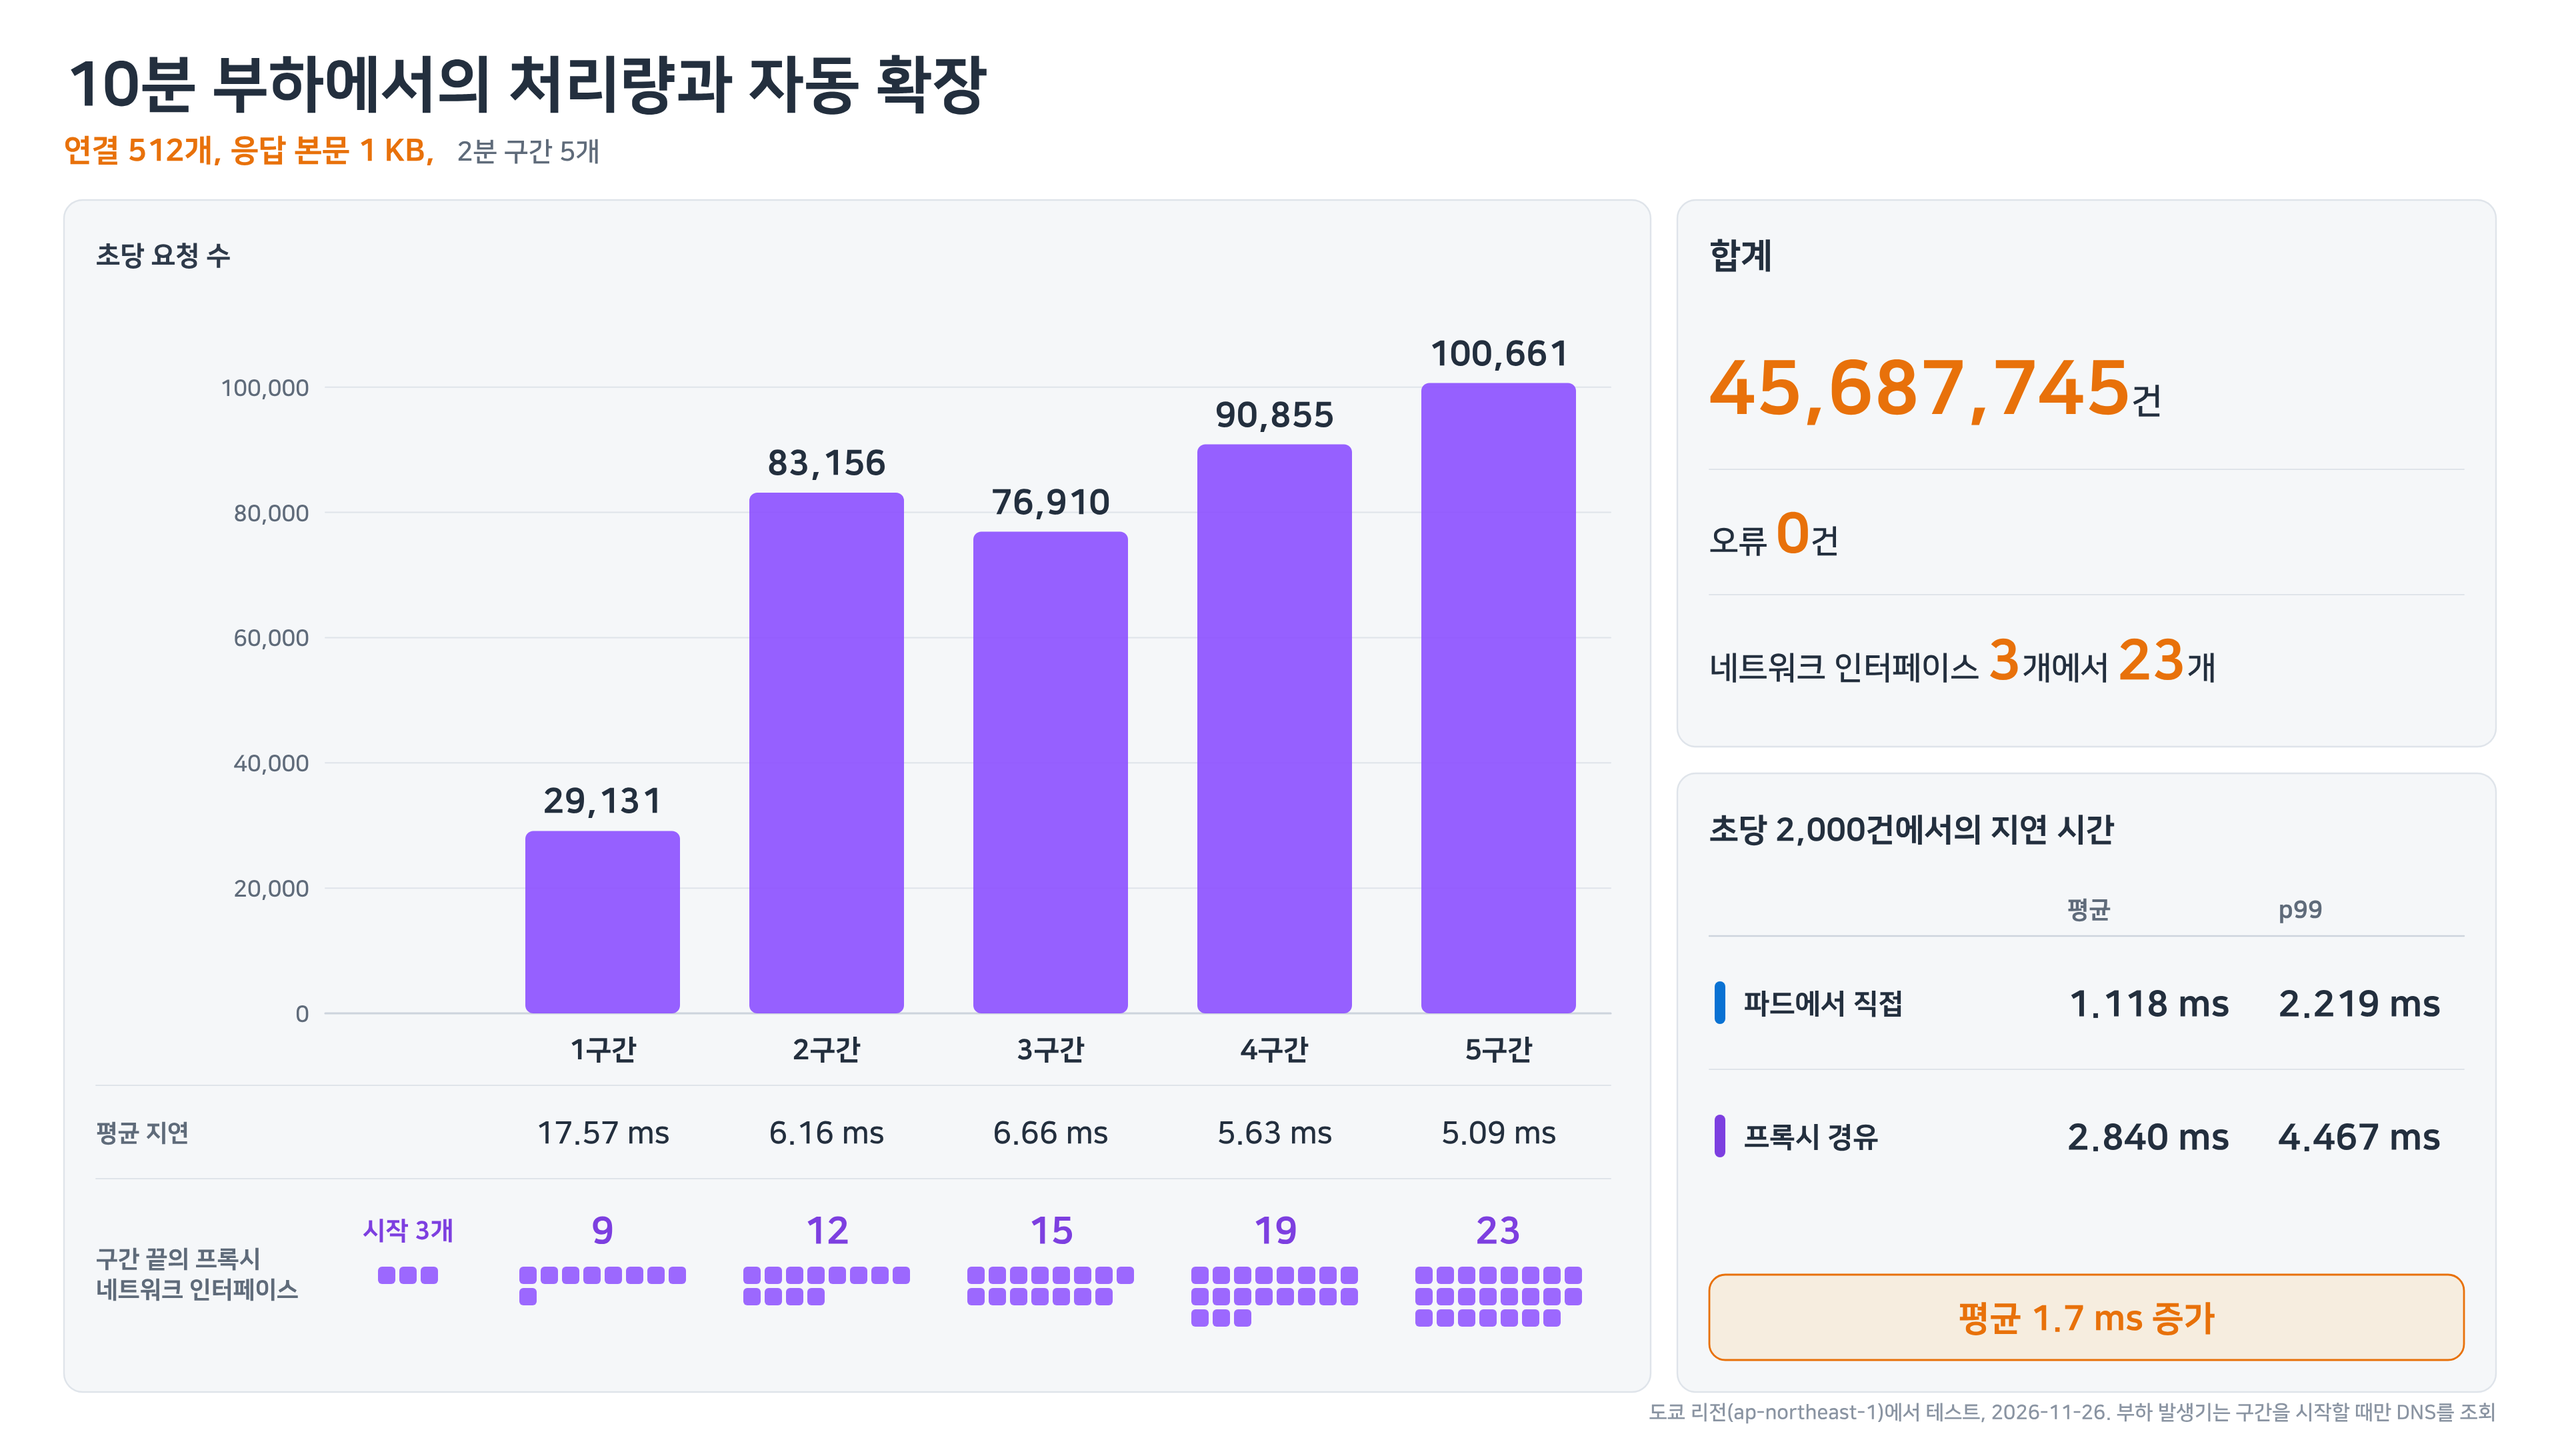 10분 부하에서의 처리량과 자동 확장
연결 512개, 응답 본문 1 KB, 2분 구간 5개
초당 요청 수
100,000
80,000
60,000
40,000
20,000
0
29,131
83,156
76,910
90,855
100,661
1구간 2구간 3구간 4구간 5구간
평균 지연 17.57 ms 6.16 ms 6.66 ms 5.63 ms 5.09 ms
구간 끝의 프록시
네트워크 인터페이스
시작 3개 9 12 15 19 23
합계
45,687,745건
오류 0건
네트워크 인터페이스 3개에서 23개
초당 2,000건에서의 지연 시간
평균 p99
파드에서 직접 1.118 ms 2.219 ms
프록시 경유 2.840 ms 4.467 ms
평균 1.7 ms 증가
도쿄 리전(ap-northeast-1)에서 테스트, 2026-11-26. 부하 발생기는 구간을 시작할 때만 DNS를 조회